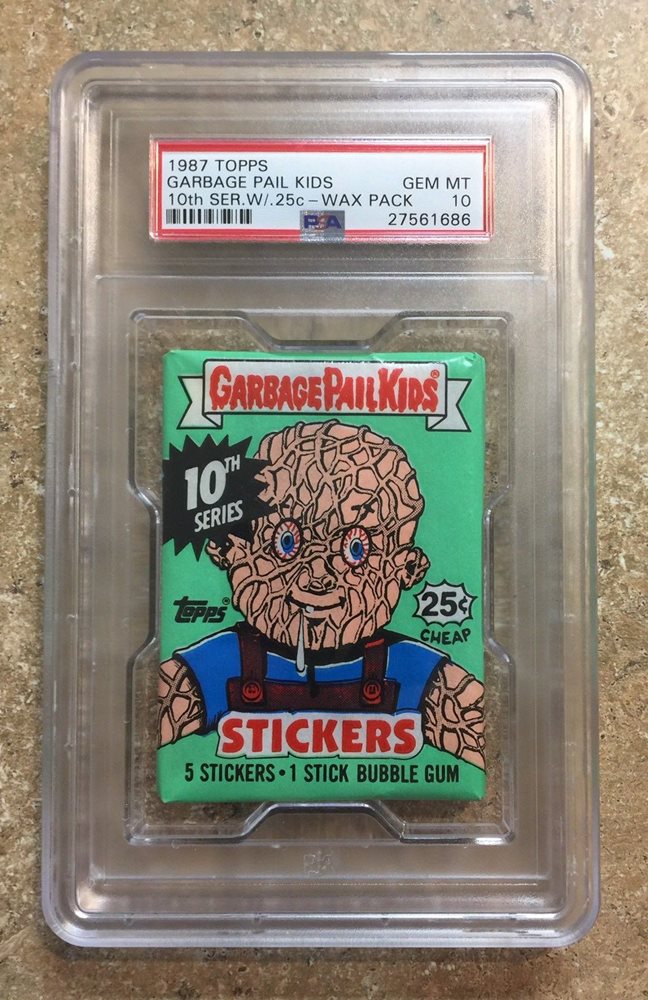 1987 TOPPS
GARBAGE PAIL KIDS GEM MT
10th SER.W/.25c-WAX PACK 10
PSA 27561686
GARBAGE PAIL KIDS®
10TH
SERIES
topps®
25¢
CHEAP
STICKERS
5 STICKERS•1 STICK BUBBLE GUM